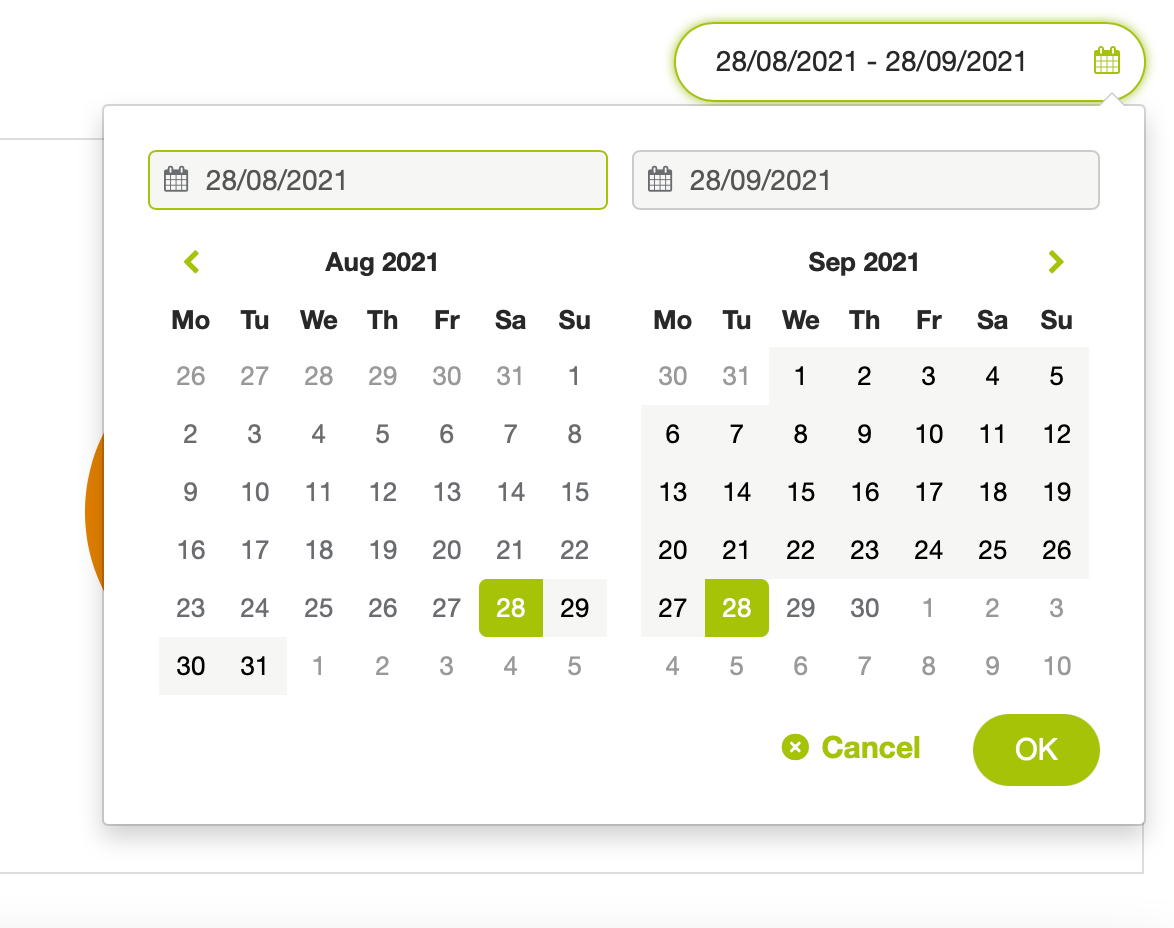 28/08/2021 - 28/09/2021
28/08/2021
28/09/2021
Aug 2021
Mo Tu We Th Fr Sa Su
26 27 28 29 30 31 1
2 3 4 5 6 7 8
9 10 11 12 13 14 15
16 17 18 19 20 21 22
23 24 25 26 27 28 29
30 31 1 2 3 4 5
Sep 2021
Mo Tu We Th Fr Sa Su
30 31 1 2 3 4 5
6 7 8 9 10 11 12
13 14 15 16 17 18 19
20 21 22 23 24 25 26
27 28 29 30 1 2 3
4 5 6 7 8 9 10
Cancel
OK